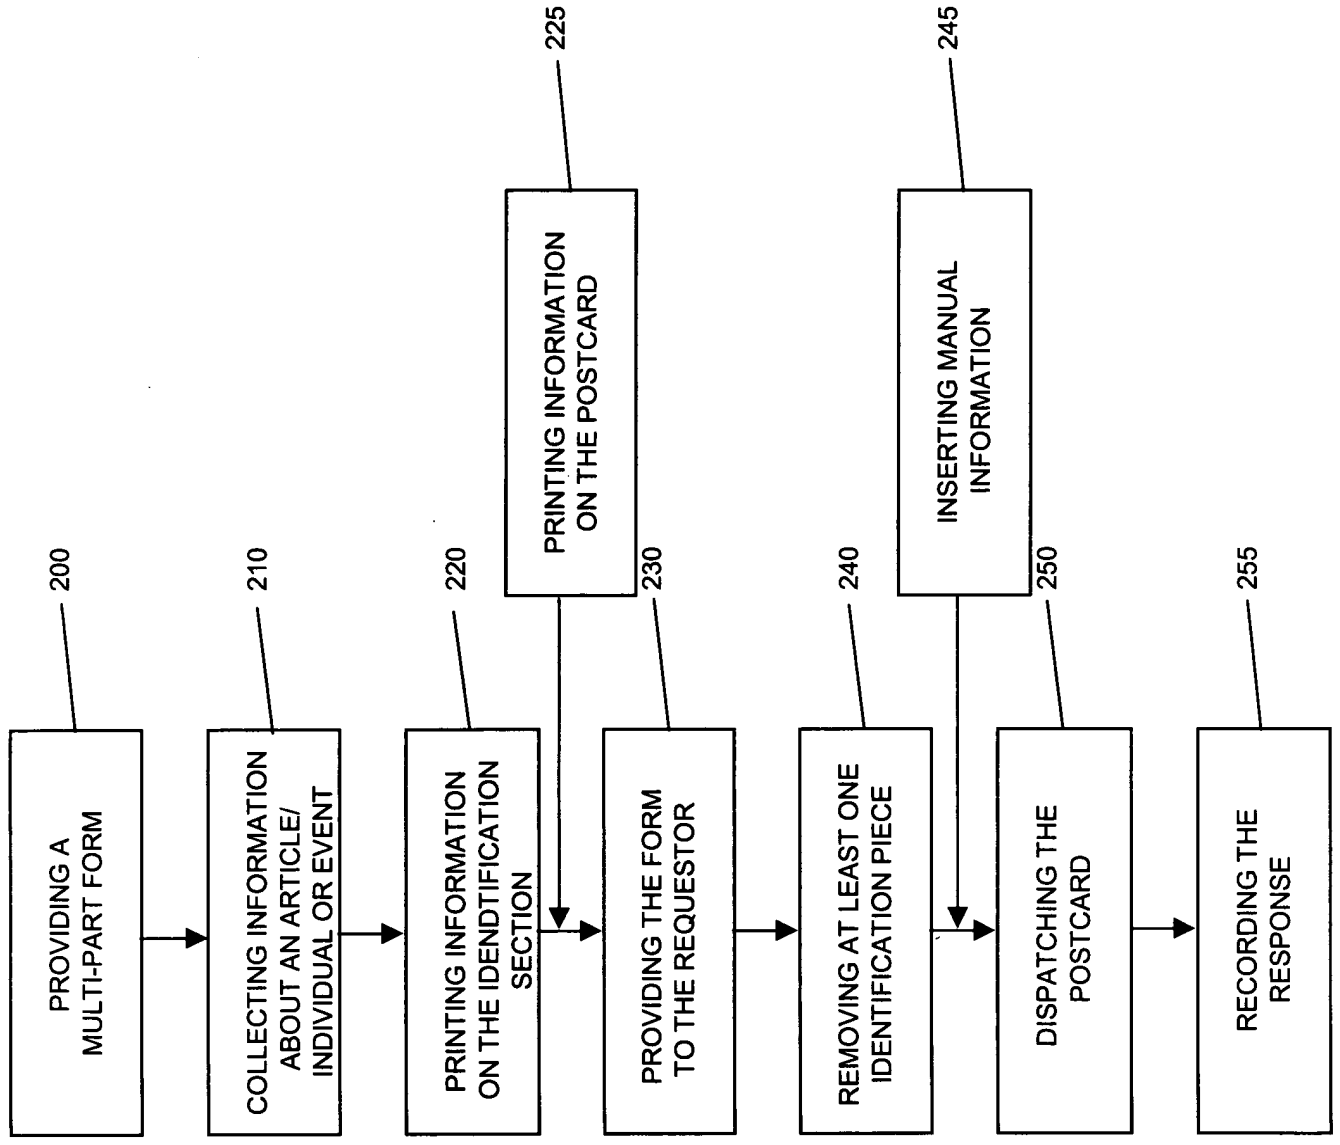 200
PROVIDING A
MULTI-PART FORM
210
COLLECTING INFORMATION
ABOUT AN ARTICLE/
INDIVIDUAL OR EVENT
220
PRINTING INFORMATION
ON THE IDENDTIFICATION
SECTION
225
PRINTING INFORMATION
ON THE POSTCARD
230
PROVIDING THE FORM
TO THE REQUESTOR
240
REMOVING AT LEAST ONE
IDENTIFICATION PIECE
245
INSERTING MANUAL
INFORMATION
250
DISPATCHING THE
POSTCARD
255
RECORDING THE
RESPONSE